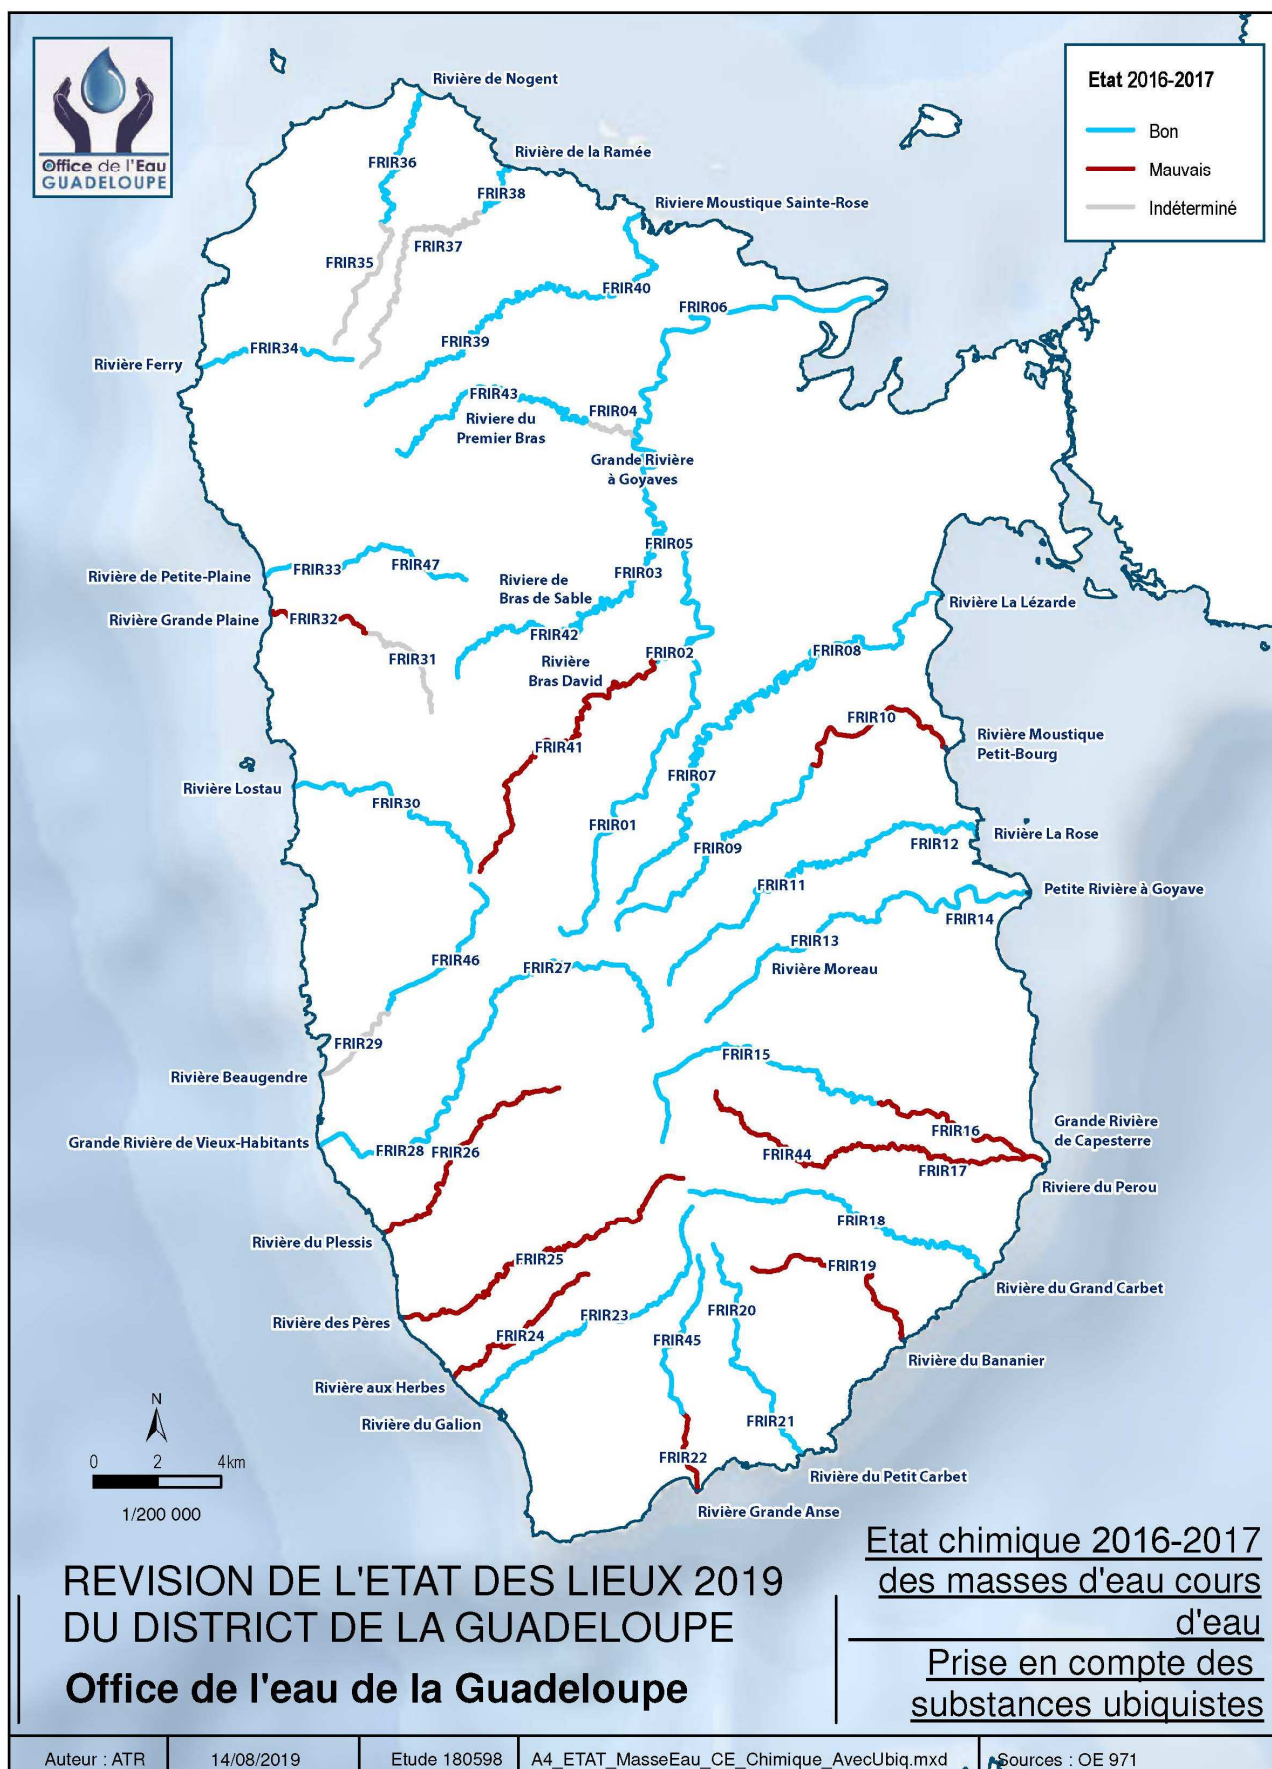 Office de l'Eau
GUADELOUPE
Etat 2016-2017
Bon
Mauvais
Indéterminé
Rivière de Nogent
Rivière de la Ramée
FRIR36
FRIR38
Riviere Moustique Sainte-Rose
FRIR37
FRIR35
FRIR40
FRIR06
FRIR39
FRIR34
Rivière Ferry
FRIR43
FRIR04
Riviere du
Premier Bras
Grande Rivière
à Goyaves
FRIR05
FRIR33
FRIR47
FRIR03
Rivière de Petite-Plaine
Riviere de
Bras de Sable
Rivière La Lézarde
Rivière Grande Plaine
FRIR32
FRIR42
FRIR31
FRIR02
FRIR08
Rivière
Bras David
FRIR10
Rivière Moustique
Petit-Bourg
FRIR41
FRIR07
Rivière Lostau
FRIR30
FRIR01
Rivière La Rose
FRIR09
FRIR12
FRIR11
Petite Rivière à Goyave
FRIR14
FRIR13
FRIR46
FRIR27
Rivière Moreau
FRIR29
FRIR15
Rivière Beaugendre
Grande Rivière
de Capesterre
FRIR16
Grande Rivière de Vieux-Habitants
FRIR28
FRIR26
FRIR44
FRIR17
Riviere du Perou
FRIR18
Rivière du Plessis
FRIR25
FRIR19
Rivière du Grand Carbet
FRIR20
FRIR23
Rivière des Pères
FRIR24
FRIR45
Rivière du Bananier
Rivière aux Herbes
Rivière du Galion
FRIR21
FRIR22
Rivière du Petit Carbet
Rivière Grande Anse
N
0 2 4km
1/200 000
REVISION DE L'ETAT DES LIEUX 2019
DU DISTRICT DE LA GUADELOUPE
Office de l'eau de la Guadeloupe
Etat chimique 2016-2017
des masses d'eau cours
d'eau
Prise en compte des
substances ubiquistes
Auteur : ATR
14/08/2019
Etude 180598
A4_ETAT_MasseEau_CE_Chimique_AvecUbiq.mxd
Sources : OE 971